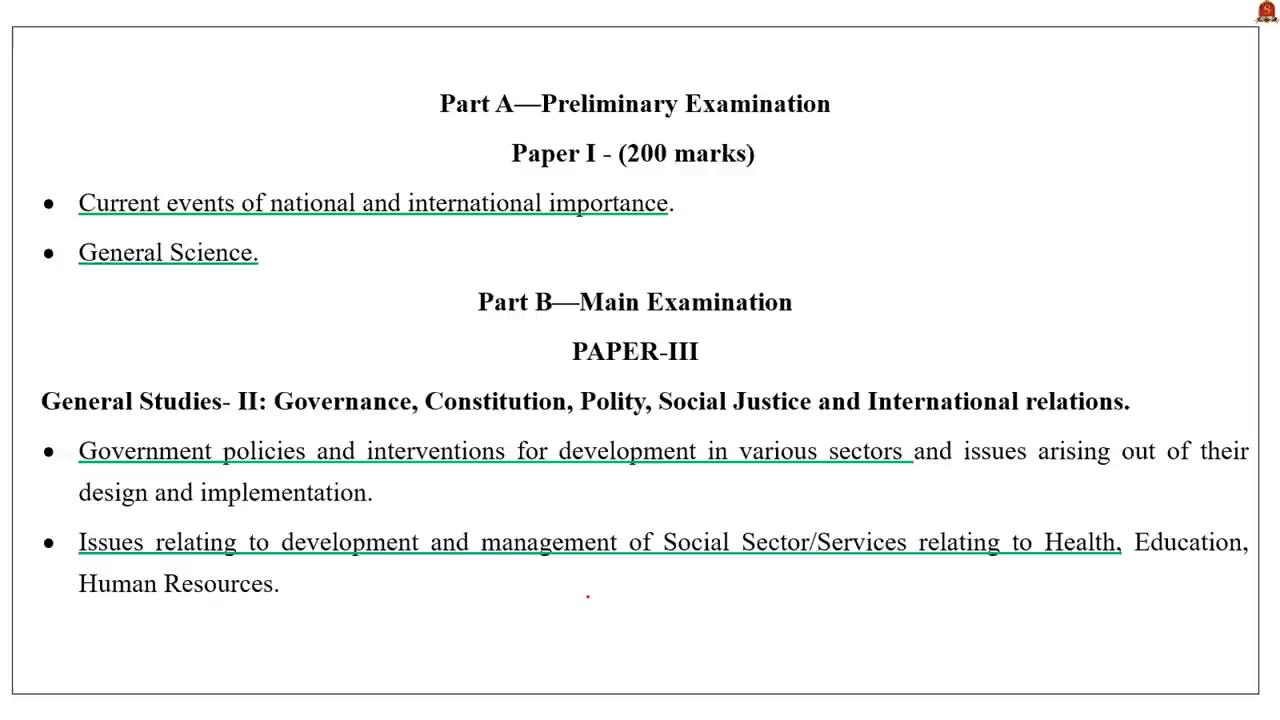 Part A—Preliminary Examination
Paper I - (200 marks)
• Current events of national and international importance.
• General Science.
Part B—Main Examination
PAPER-III
General Studies- II: Governance, Constitution, Polity, Social Justice and International relations.
• Government policies and interventions for development in various sectors and issues arising out of their
design and implementation.
• Issues relating to development and management of Social Sector/Services relating to Health, Education,
Human Resources.